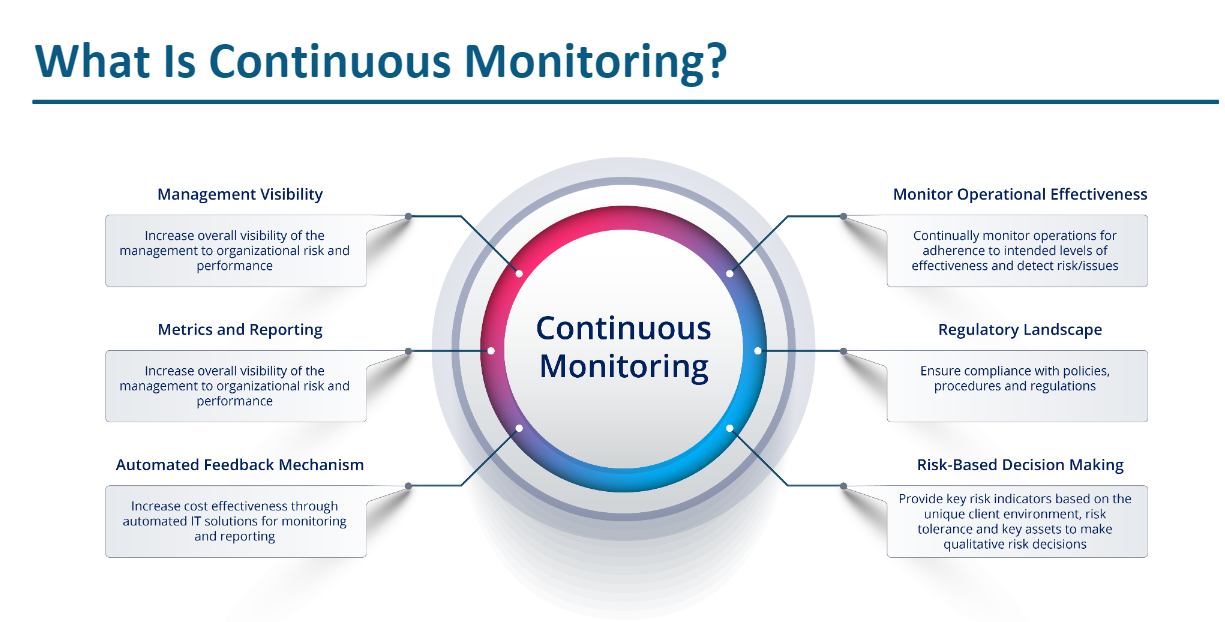 What Is Continuous Monitoring?
Management Visibility
Increase overall visibility of the
management to organizational risk and
performance
Metrics and Reporting
Increase overall visibility of the
management to organizational risk and
performance
Automated Feedback Mechanism
Increase cost effectiveness through
automated IT solutions for monitoring
and reporting
Continuous
Monitoring
Monitor Operational Effectiveness
Continually monitor operations for
adherence to intended levels of
effectiveness and detect risk/issues
Regulatory Landscape
Ensure compliance with policies,
procedures and regulations
Risk-Based Decision Making
Provide key risk indicators based on the
unique client environment, risk
tolerance and key assets to make
qualitative risk decisions